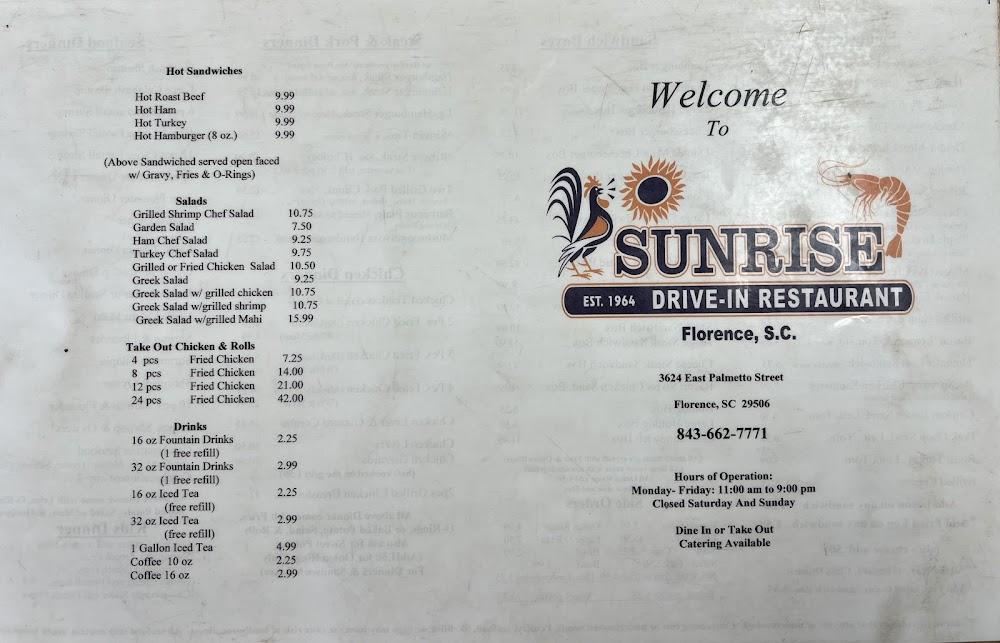 Hot Sandwiches
Hot Roast Beef 9.99
Hot Ham 9.99
Hot Turkey 9.99
Hot Hamburger (8 oz.) 9.99
(Above Sandwiched served open faced
w/ Gravy, Fries & O-Rings)
Salads
Grilled Shrimp Chef Salad 10.75
Garden Salad 7.50
Ham Chef Salad 9.25
Turkey Chef Salad 9.75
Grilled or Fried Chicken Salad 10.50
Greek Salad 9.25
Greek Salad w/ grilled chicken 10.75
Greek Salad w/grilled shrimp 10.75
Greek Salad w/grilled Mahi 15.99
Take Out Chicken & Rolls
4 pcs Fried Chicken 7.25
8 pcs Fried Chicken 14.00
12 pcs Fried Chicken 21.00
24 pcs Fried Chicken 42.00
Drinks
16 oz Fountain Drinks 2.25
(1 free refill)
32 oz Fountain Drinks 2.99
(1 free refill)
16 oz Iced Tea 2.25
(free refill)
32 oz Iced Tea 2.99
(free refill)
1 Gallon Iced Tea 4.99
Coffee 10 oz 2.25
Coffee 16 oz 2.99
Welcome
To
SUNRISE
EST. 1964 DRIVE-IN RESTAURANT
Florence, S.C.
3624 East Palmetto Street
Florence, SC 29506
843-662-7771
Hours of Operation:
Monday- Friday: 11:00 am to 9:00 pm
Closed Saturday And Sunday
Dine In or Take Out
Catering Available